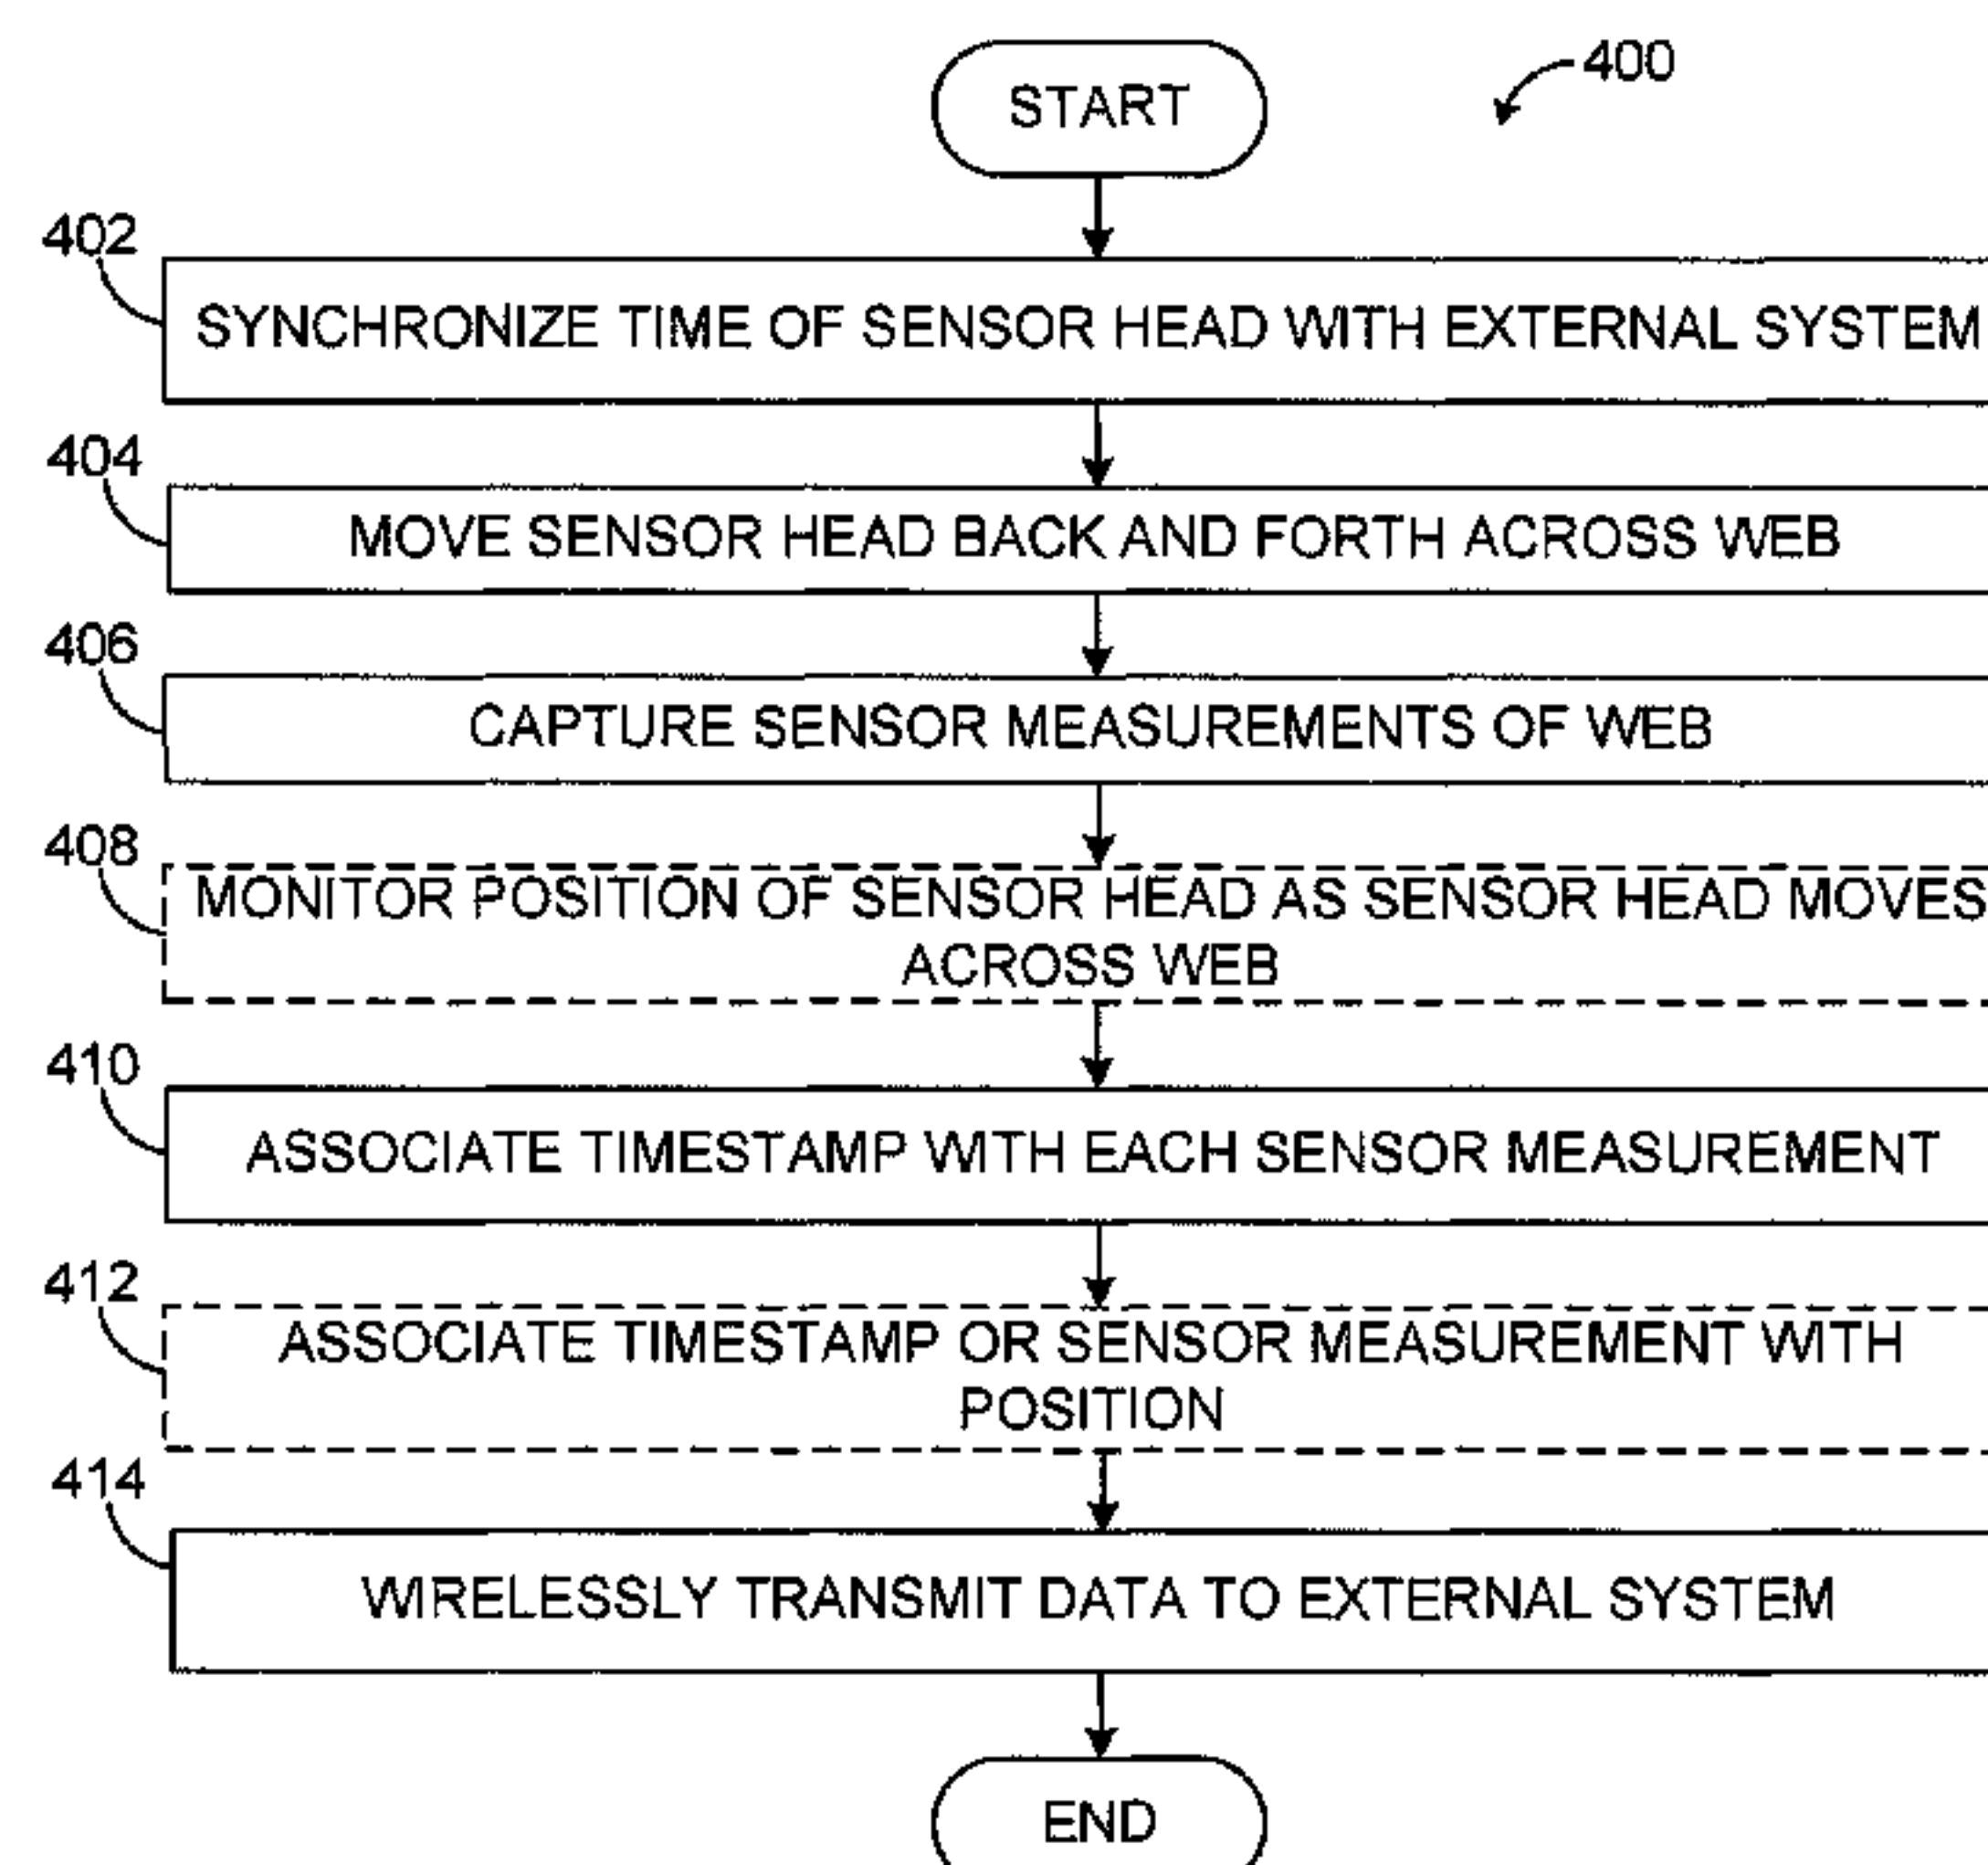 START
400
402
SYNCHRONIZE TIME OF SENSOR HEAD WITH EXTERNAL SYSTEM
404
MOVE SENSOR HEAD BACK AND FORTH ACROSS WEB
406
CAPTURE SENSOR MEASUREMENTS OF WEB
408
MONITOR POSITION OF SENSOR HEAD AS SENSOR HEAD MOVES
ACROSS WEB
410
ASSOCIATE TIMESTAMP WITH EACH SENSOR MEASUREMENT
412
ASSOCIATE TIMESTAMP OR SENSOR MEASUREMENT WITH
POSITION
414
WIRELESSLY TRANSMIT DATA TO EXTERNAL SYSTEM
END